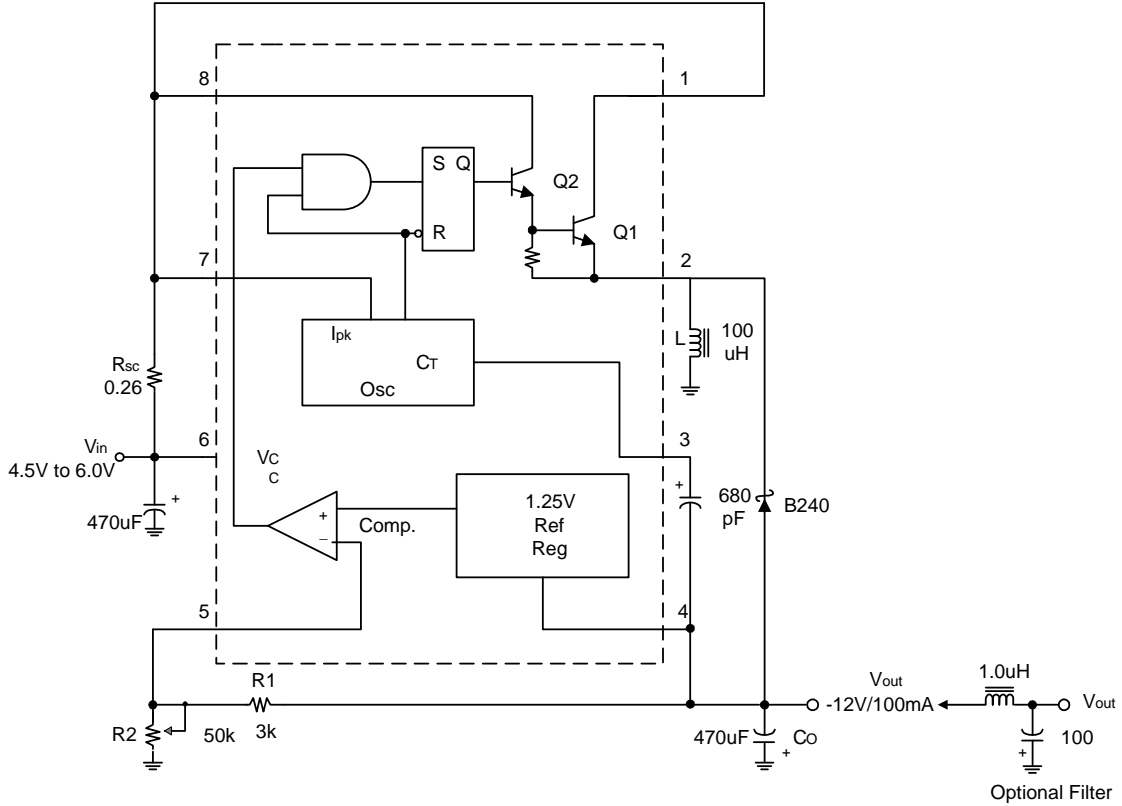 8
1
S Q
Q2
R
Q1
7
2
Ipk
CT
Osc
L
100
uH
Rsc
0.26
Vin
4.5V to 6.0V
6
VC
C
3
+
470uF
+
680
pF
B240
+
_
Comp.
1.25V
Ref
Reg
5
4
R1
3k
R2
50k
Vout
-12V/100mA
1.0uH
Vout
470uF
+
CO
100
+
Optional Filter